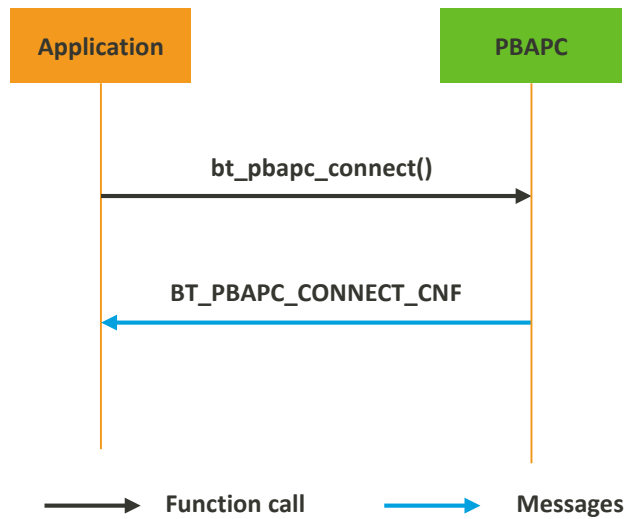 Application
PBAPC
bt_pbapc_connect()
BT_PBAPC_CONNECT_CNF
Function call
Messages